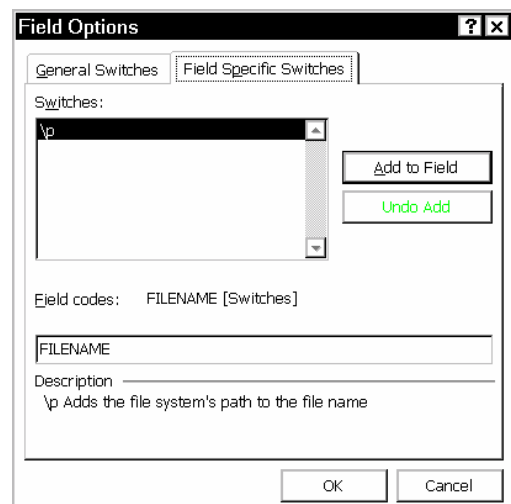 Field Options
General Switches
Field Specific Switches
Switches:
\p
Add to Field
Undo Add
Field codes: FILENAME [Switches]
FILENAME
Description
\p Adds the file system's path to the file name
OK
Cancel